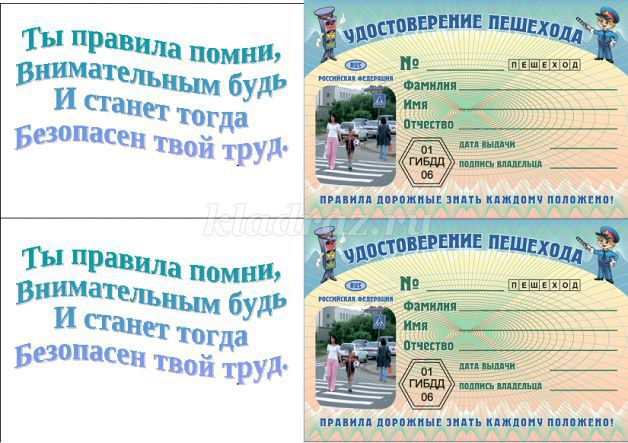 Ты правила помни,
Внимательным будь
И станет тогда
Безопасен твой труд.
УДОСТОВЕРЕНИЕ ПЕШЕХОДА
RUS
РОССИЙСКАЯ ФЕДЕРАЦИЯ
№ ПЕШЕХОД
Фамилия
Имя
Отчество
ДАТА ВЫДАЧИ
ПОДПИСЬ ВЛАДЕЛЬЦА
01
ГИБДД
06
ПРАВИЛА ДОРОЖНЫЕ ЗНАТЬ КАЖДОМУ ПОЛОЖЕНО!
kladraz.ru
Ты правила помни,
Внимательным будь
И станет тогда
Безопасен твой труд.
УДОСТОВЕРЕНИЕ ПЕШЕХОДА
RUS
РОССИЙСКАЯ ФЕДЕРАЦИЯ
№ ПЕШЕХОД
Фамилия
Имя
Отчество
ДАТА ВЫДАЧИ
ПОДПИСЬ ВЛАДЕЛЬЦА
01
ГИБДД
06
ПРАВИЛА ДОРОЖНЫЕ ЗНАТЬ КАЖДОМУ ПОЛОЖЕНО!